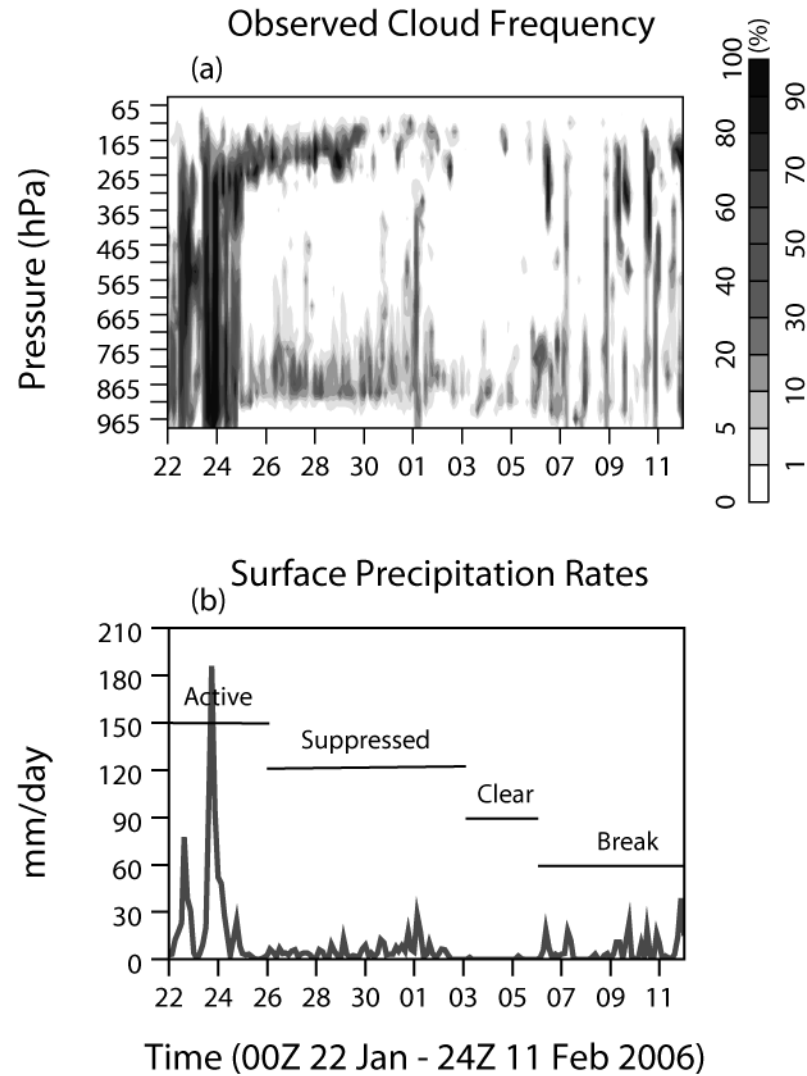 Observed Cloud Frequency
(a)
Pressure (hPa)
65
165
265
365
465
565
665
765
865
965
22 24 26 28 30 01 03 05 07 09 11
(%)
100
90
80
70
60
50
40
30
20
10
5
1
0
Surface Precipitation Rates
(b)
mm/day
210
180
150
120
90
60
30
0
Active
Suppressed
Clear
Break
22 24 26 28 30 01 03 05 07 09 11
Time (00Z 22 Jan - 24Z 11 Feb 2006)